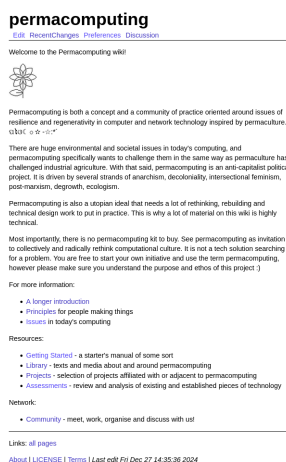 permacomputing
Edit RecentChanges Preferences Discussion
Welcome to the Permacomputing wiki!
Permacomputing is both a concept and a community of practice oriented around issues of
resilience and regenerativity in computer and network technology inspired by permaculture.
There are huge environmental and societal issues in today's computing, and
permacomputing specifically wants to challenge them in the same way as permaculture has
challenged industrial agriculture. With that said, permacomputing is an anti-capitalist political
project. It is driven by several strands of anarchism, decoloniality, intersectional feminism,
post-marxism, degrowth, ecologism.
Permacomputing is also a utopian ideal that needs a lot of rethinking, rebuilding and
technical design work to put in practice. This is why a lot of material on this wiki is highly
technical.
Most importantly, there is no permacomputing kit to buy. See permacomputing as invitation
to collectively and radically rethink computational culture. It is not a tech solution searching
for a problem. You are free to start your own initiative and use the term permacomputing,
however please make sure you understand the purpose and ethos of this project :)
For more information:
A longer introduction
Principles for people making things
Issues in today's computing
Resources:
Getting Started - a starter's manual of some sort
Library - texts and media about and around permacomputing
Projects - selection of projects affiliated with or adjacent to permacomputing
Assessments - review and analysis of existing and established pieces of technology
Network:
Community - meet, work, organise and discuss with us!
Links: all pages
About | LICENSE | Terms | Last edit Fri Dec 27 14:35:36 2024